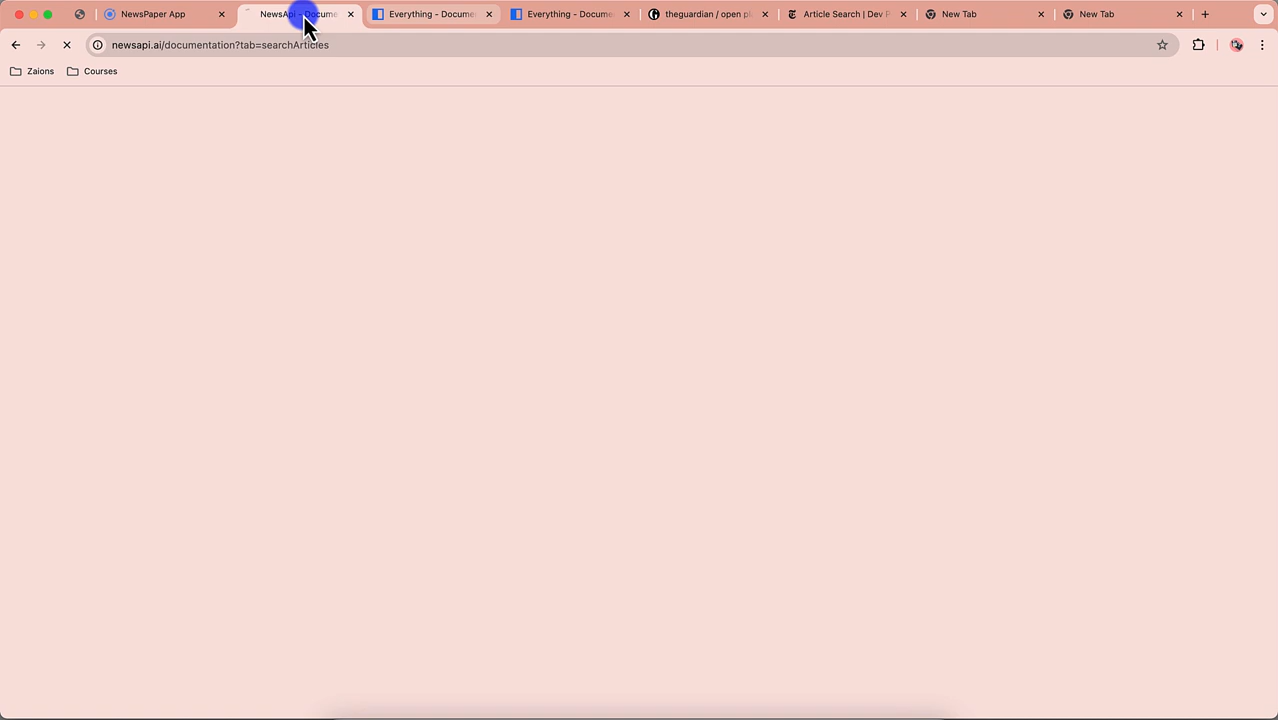 NewsPaper App
NewsApi - Docume
Everything - Docume
Everything - Docume
theguardian / open pl
Article Search | Dev P
New Tab
New Tab
newsapi.ai/documentation?tab=searchArticles
Zaions
Courses